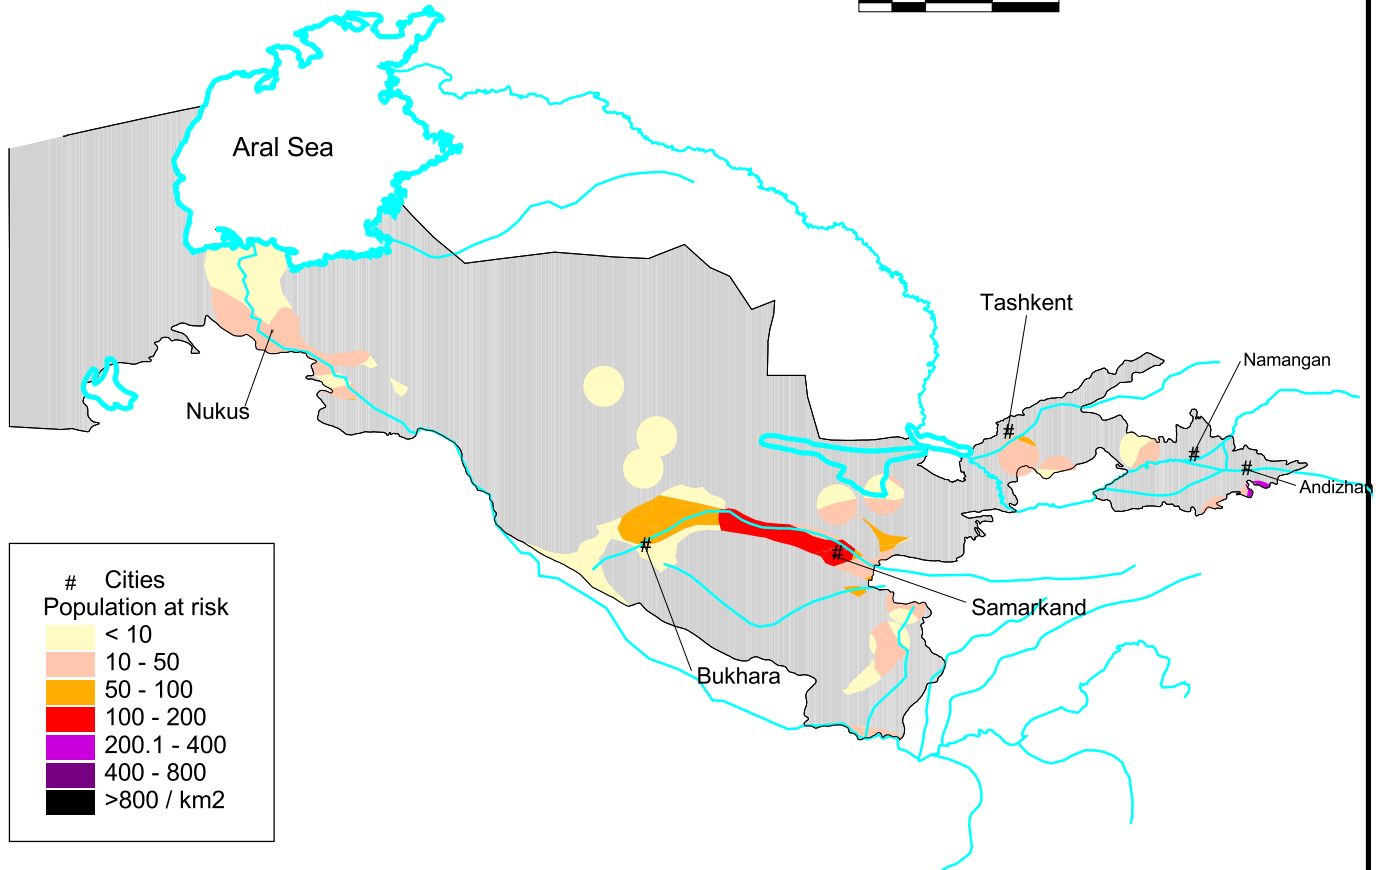 Aral Sea
Tashkent
Namangan
Nukus
Andizha
# Cities
Population at risk
< 10
10 - 50
50 - 100
100 - 200
200.1 - 400
400 - 800
>800 / km2
Samarkand
Bukhara